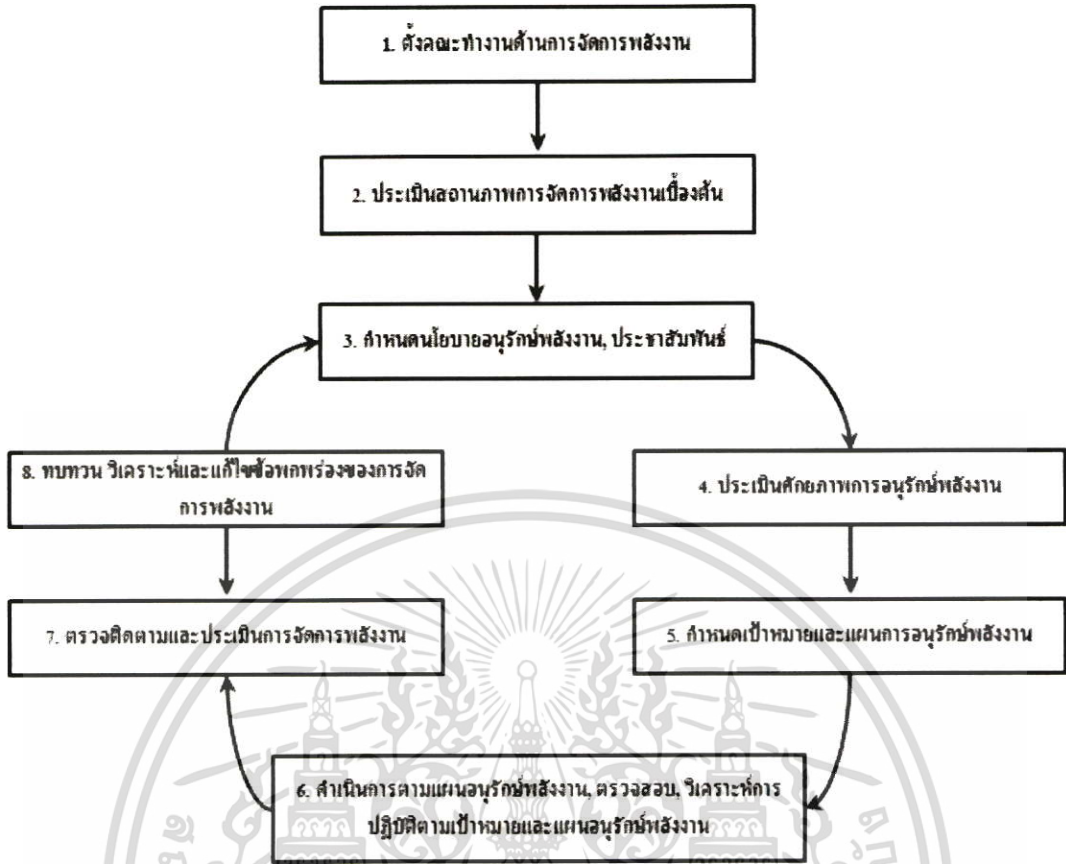 1. ตั้งคณะทำงานด้านการจัดการพลังงาน
2. ประเมินสถานภาพการจัดการพลังงานเบื้องต้น
3. กำหนดนโยบายอนุรักษ์พลังงาน, ประชาสัมพันธ์
8. ทบทวน วิเคราะห์และแก้ไขข้อพกพร่องของการจัด
การพลังงาน
4. ประเมินศักยภาพการอนุรักษ์พลังงาน
7. ตรวจติดตามและประเมินการจัดการพลังงาน
5. กำหนดเป้าหมายและแผนการอนุรักษ์พลังงาน
6. ดำเนินการตามแผนอนุรักษ์พลังงาน, ตรวจสอบ, วิเคราะห์การ
ปฏิบัติตามเป้าหมายและแผนอนุรักษ์พลังงาน